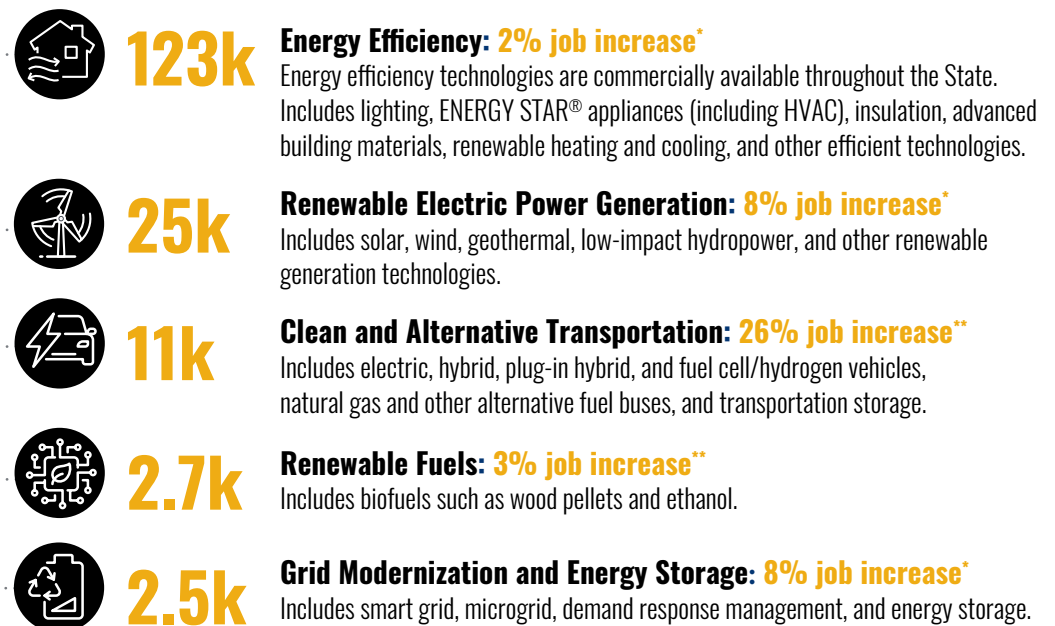 123k
Energy Efficiency: 2% job increase*
Energy efficiency technologies are commercially available throughout the State.
Includes lighting, ENERGY STAR® appliances (including HVAC), insulation, advanced
building materials, renewable heating and cooling, and other efficient technologies.
25k
Renewable Electric Power Generation: 8% job increase*
Includes solar, wind, geothermal, low-impact hydropower, and other renewable
generation technologies.
11k
Clean and Alternative Transportation: 26% job increase**
Includes electric, hybrid, plug-in hybrid, and fuel cell/hydrogen vehicles,
natural gas and other alternative fuel buses, and transportation storage.
2.7k
Renewable Fuels: 3% job increase**
Includes biofuels such as wood pellets and ethanol.
2.5k
Grid Modernization and Energy Storage: 8% job increase*
Includes smart grid, microgrid, demand response management, and energy storage.